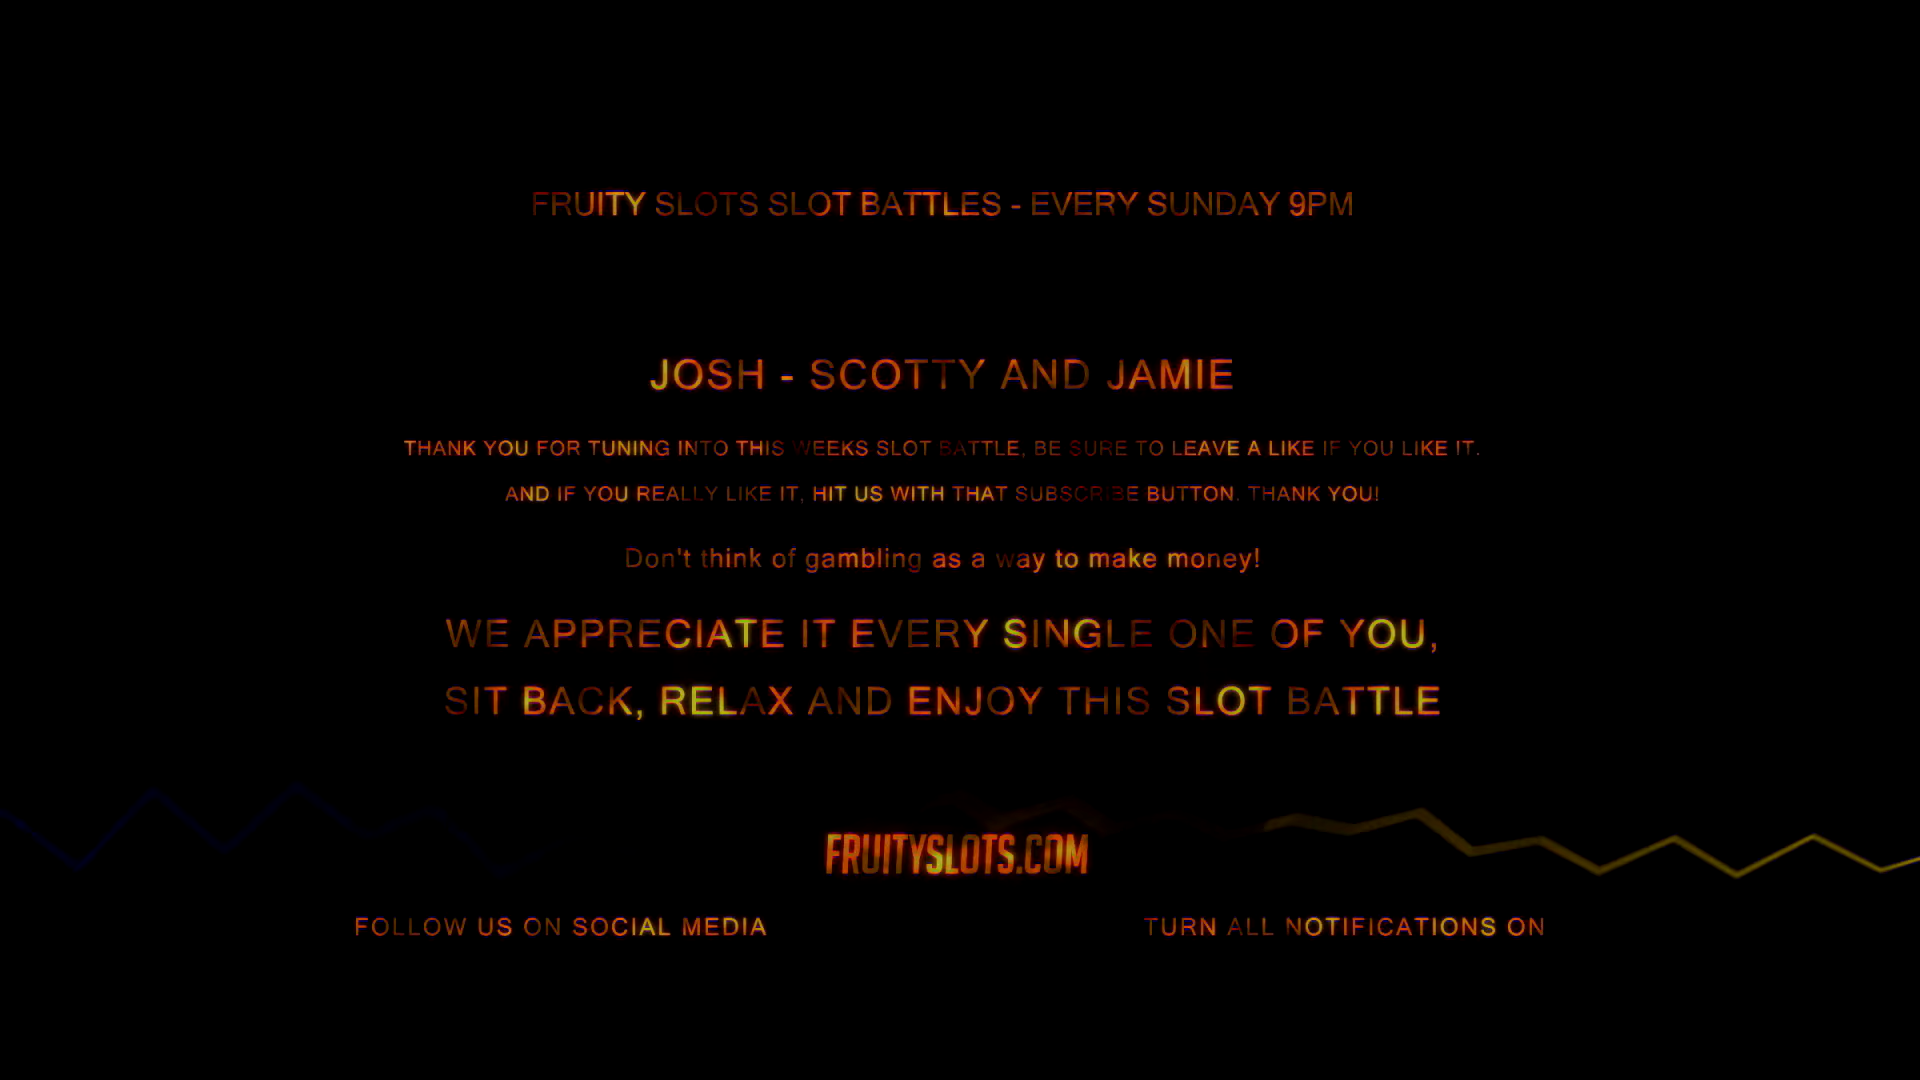 FRUITY SLOTS SLOT BATTLES - EVERY SUNDAY 9PM
JOSH - SCOTTY AND JAMIE
THANK YOU FOR TUNING INTO THIS WEEKS SLOT BATTLE, BE SURE TO LEAVE A LIKE IF YOU LIKE IT.
AND IF YOU REALLY LIKE IT, HIT US WITH THAT SUBSCRIBE BUTTON. THANK YOU!
Don't think of gambling as a way to make money!
WE APPRECIATE IT EVERY SINGLE ONE OF YOU,
SIT BACK, RELAX AND ENJOY THIS SLOT BATTLE
FRUITYSLOTS.COM
FOLLOW US ON SOCIAL MEDIA
TURN ALL NOTIFICATIONS ON